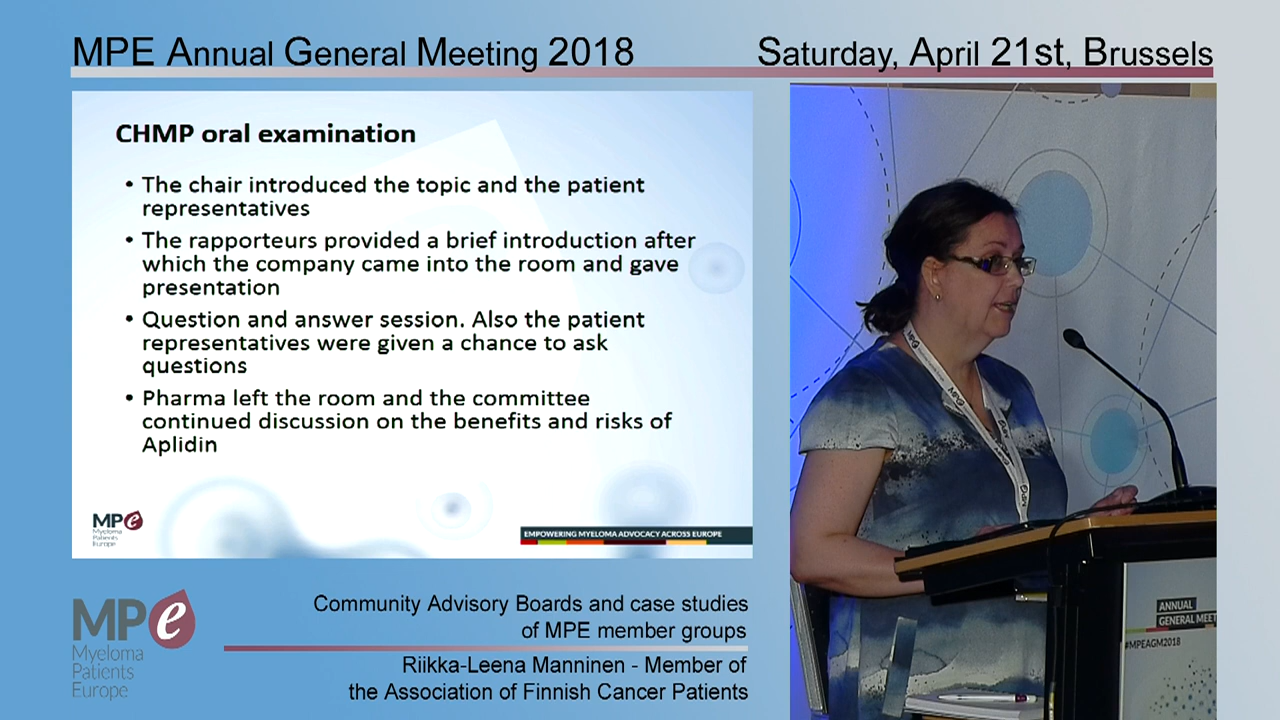 MPE Annual General Meeting 2018
Saturday, April 21st, Brussels
CHMP oral examination
• The chair introduced the topic and the patient
representatives
• The rapporteurs provided a brief introduction after
which the company came into the room and gave
presentation
• Question and answer session. Also the patient
representatives were given a chance to ask
questions
• Pharma left the room and the committee
continued discussion on the benefits and risks of
Aplidin
MPe
Myeloma
Patients
Europe
EMPOWERING MYELOMA ADVOCACY ACROSS EUROPE
MPe
Myeloma
Patients
Europe
Community Advisory Boards and case studies
of MPE member groups
Riikka-Leena Manninen - Member of
the Association of Finnish Cancer Patients
ANNUAL
GENERAL MEET
#MPEAGM2018